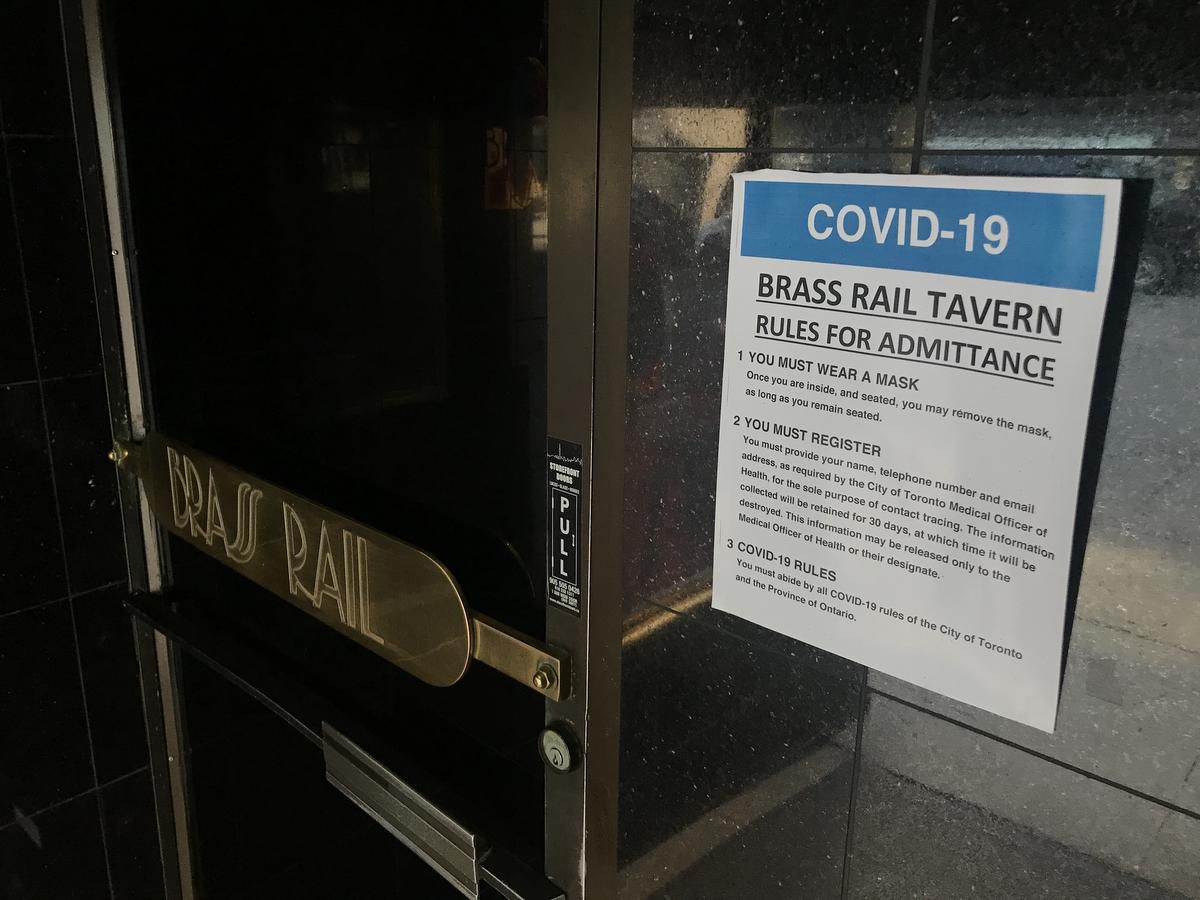 BRASS RAIL
STOREFRONT
DOORS
PULL
COVID-19
BRASS RAIL TAVERN
RULES FOR ADMITTANCE
1 YOU MUST WEAR A MASK
Once you are inside, and seated, you may remove the mask,
as long as you remain seated.
2 YOU MUST REGISTER
You must provide your name, telephone number and email
address, as required by the City of Toronto Medical Officer of
Health, for the sole purpose of contact tracing. The information
collected will be retained for 30 days, at which time it will be
destroyed. This information may be released only to the
Medical Officer of Health or their designate.
3 COVID-19 RULES
You must abide by all COVID-19 rules of the City of Toronto
and the Province of Ontario.